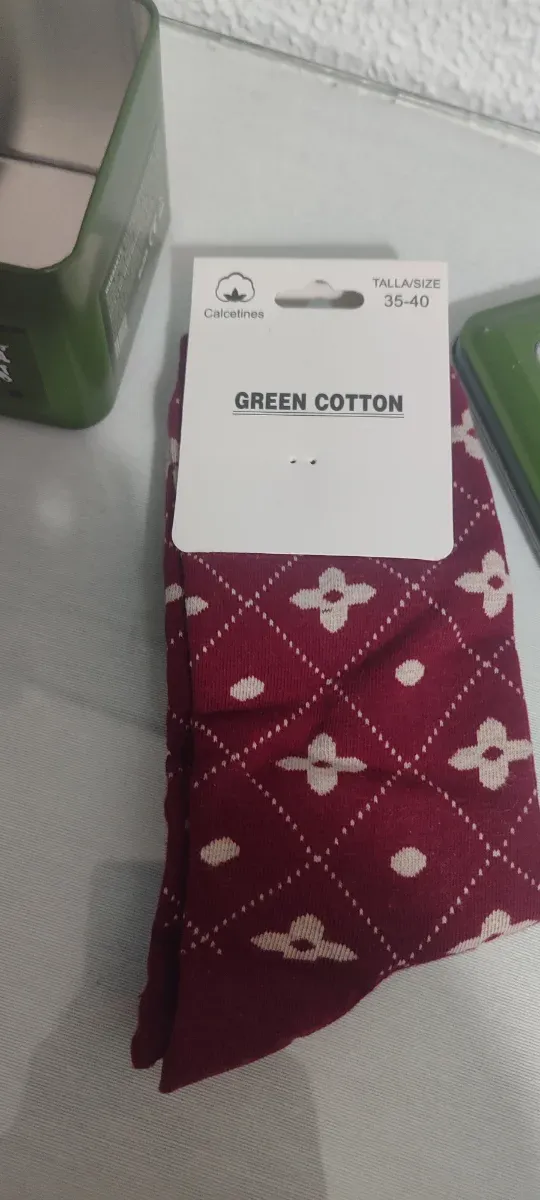 Calcetines
TALLA/SIZE
35-40
GREEN COTTON